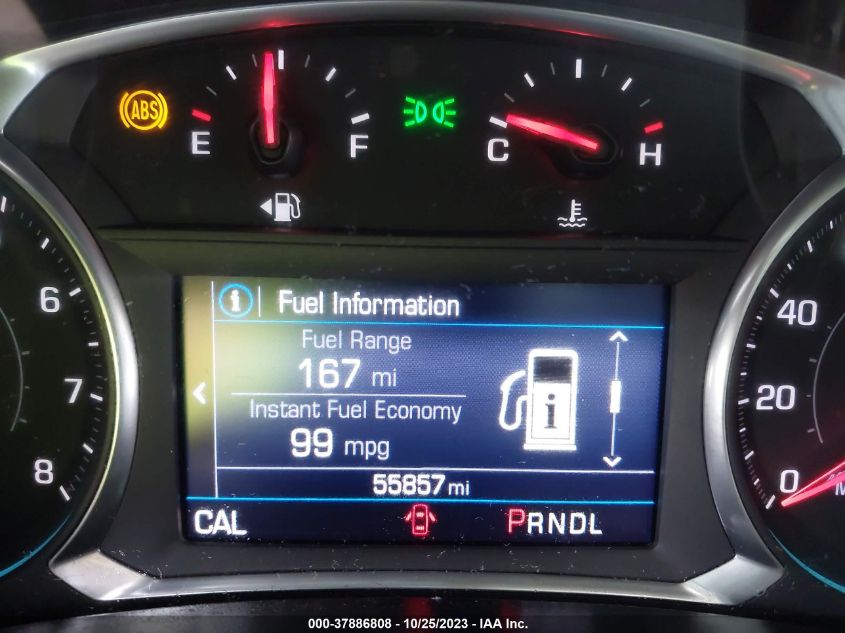 ABS
E F
C H
6
7
8
40
20
0
i Fuel Information
Fuel Range
167 mi
i
Instant Fuel Economy
99 mpg
55857 mi
CAL PRNDL
000-37886808 - 10/25/2023 - IAA Inc.